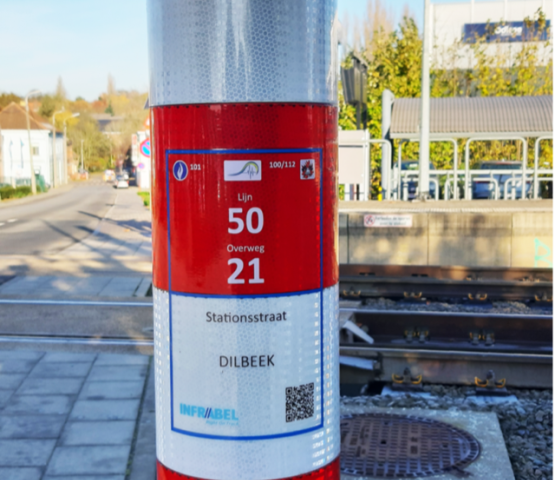 101
100/112
Lijn
50
Overweg
21
Stationsstraat
DILBEEK
INFRABEL